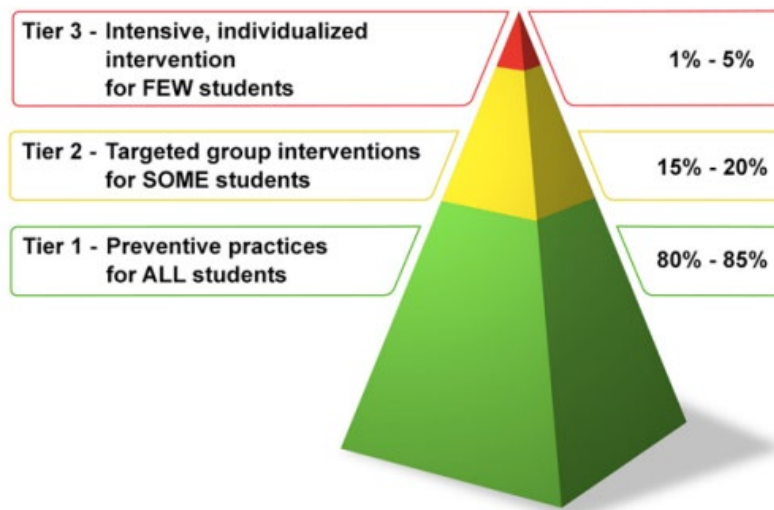 Tier 3 - Intensive, individualized
intervention
for FEW students
1% - 5%
Tier 2 - Targeted group interventions
for SOME students
15% - 20%
Tier 1 - Preventive practices
for ALL students
80% - 85%